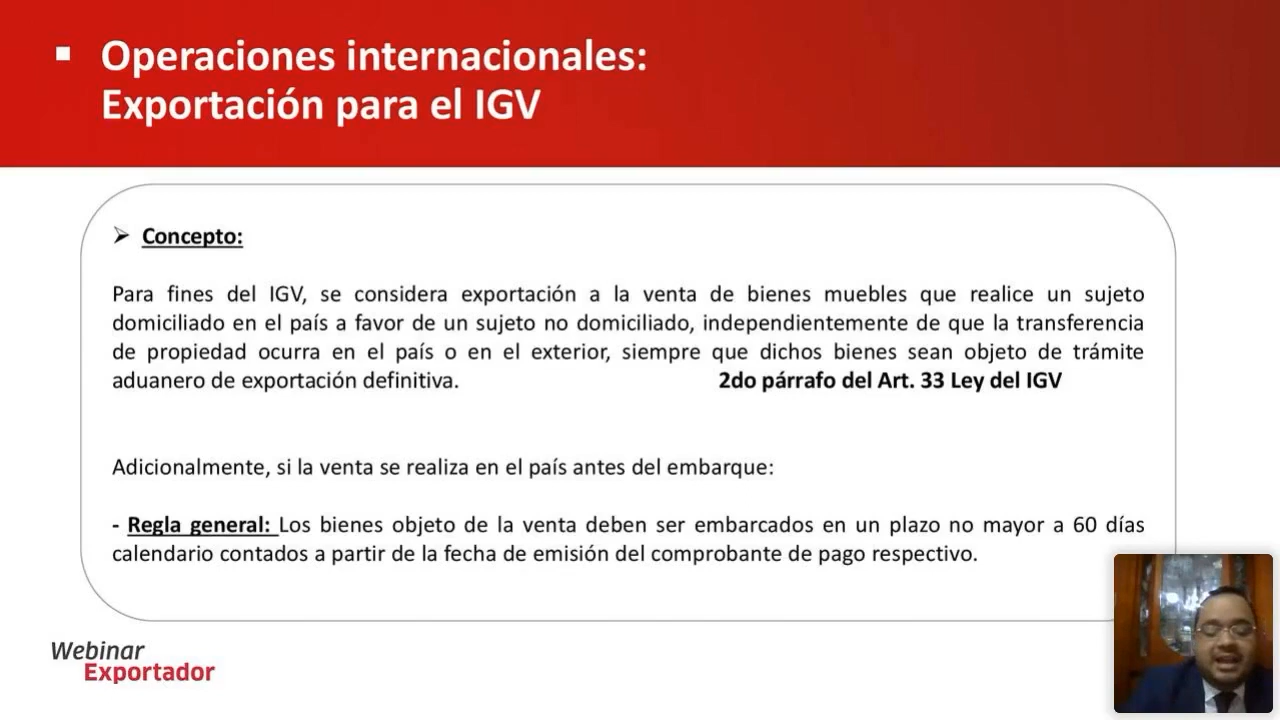 ▪ Operaciones internacionales:
Exportación para el IGV
➢ Concepto:
Para fines del IGV, se considera exportación a la venta de bienes muebles que realice un sujeto
domiciliado en el país a favor de un sujeto no domiciliado, independientemente de que la transferencia
de propiedad ocurra en el país o en el exterior, siempre que dichos bienes sean objeto de trámite
aduanero de exportación definitiva. 2do párrafo del Art. 33 Ley del IGV
Adicionalmente, si la venta se realiza en el país antes del embarque:
- Regla general: Los bienes objeto de la venta deben ser embarcados en un plazo no mayor a 60 días
calendario contados a partir de la fecha de emisión del comprobante de pago respectivo.
Webinar
Exportador